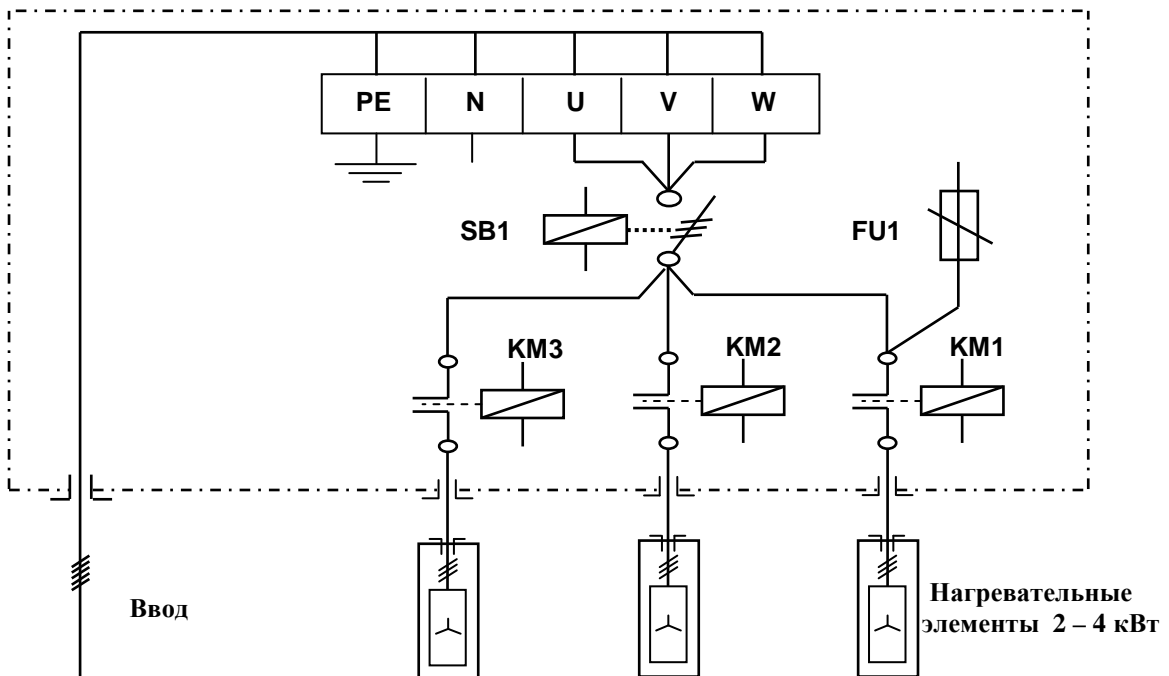 PE N U V W
SB1
FU1
KM3
KM2
KM1
Ввод
Нагревательные
элементы 2 – 4 кВт